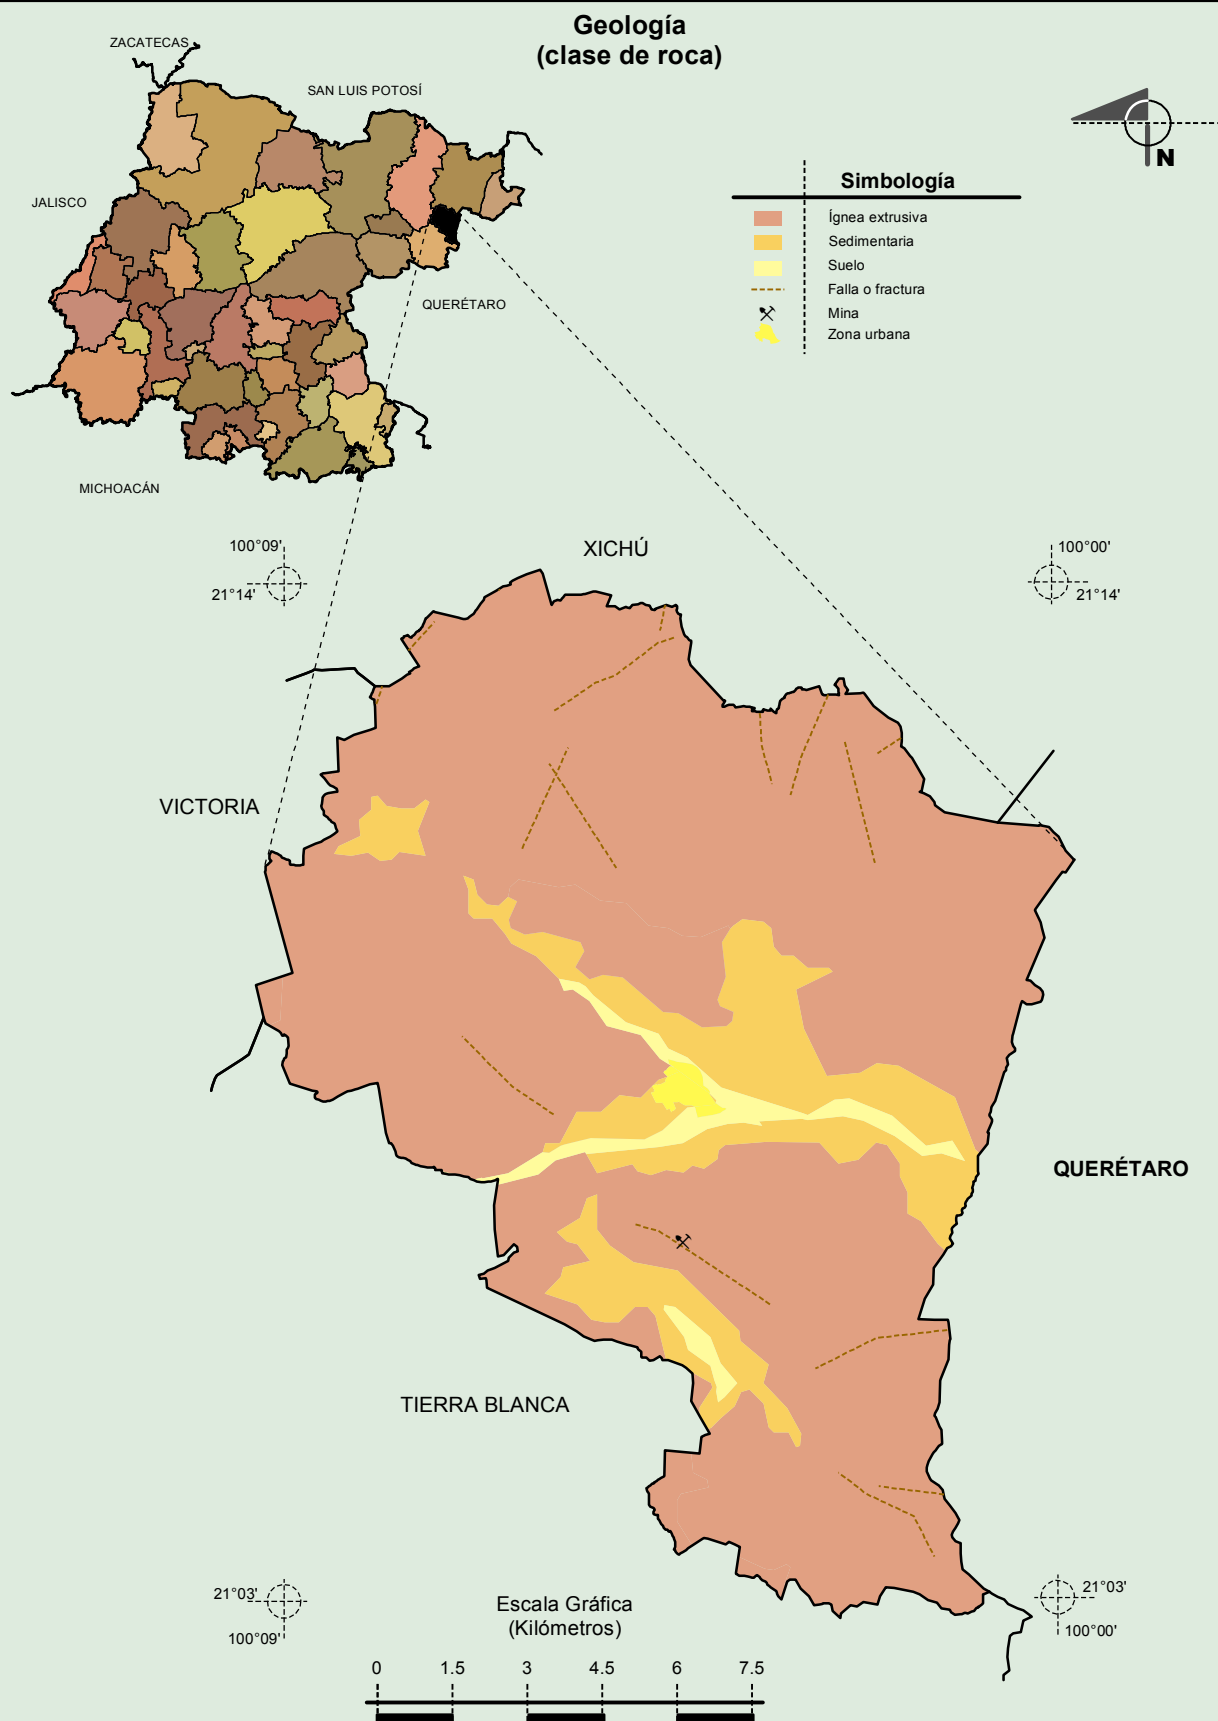 Geología
(clase de roca)
ZACATECAS
SAN LUIS POTOSÍ
JALISCO
QUERÉTARO
MICHOACÁN
N
Simbología
Ígnea extrusiva
Sedimentaria
Suelo
Falla o fractura
Mina
Zona urbana
100°09'
21°14'
XICHÚ
100°00'
21°14'
VICTORIA
QUERÉTARO
TIERRA BLANCA
21°03'
100°09'
21°03'
100°00'
Escala Gráfica
(Kilómetros)
0 1.5 3 4.5 6 7.5